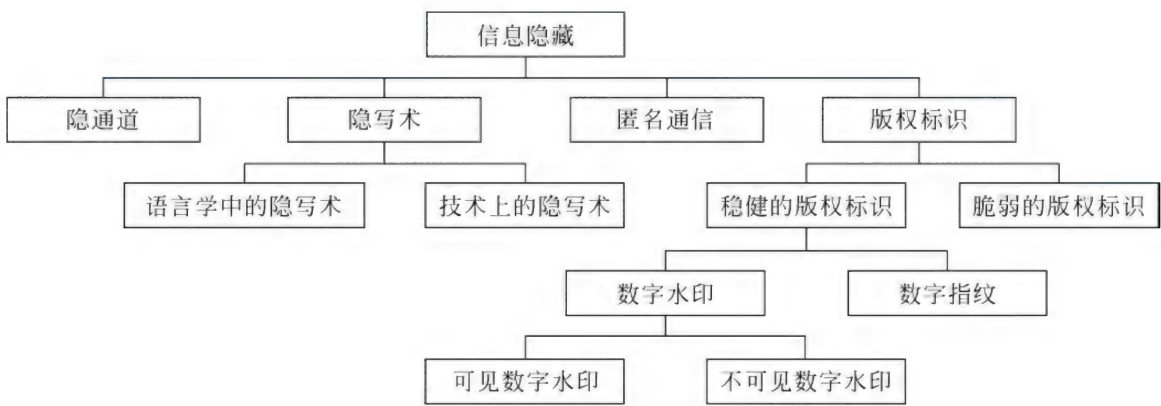 信息隐藏
隐通道
隐写术
匿名通信
版权标识
语言学中的隐写术
技术上的隐写术
稳健的版权标识
脆弱的版权标识
数字水印
数字指纹
可见数字水印
不可见数字水印